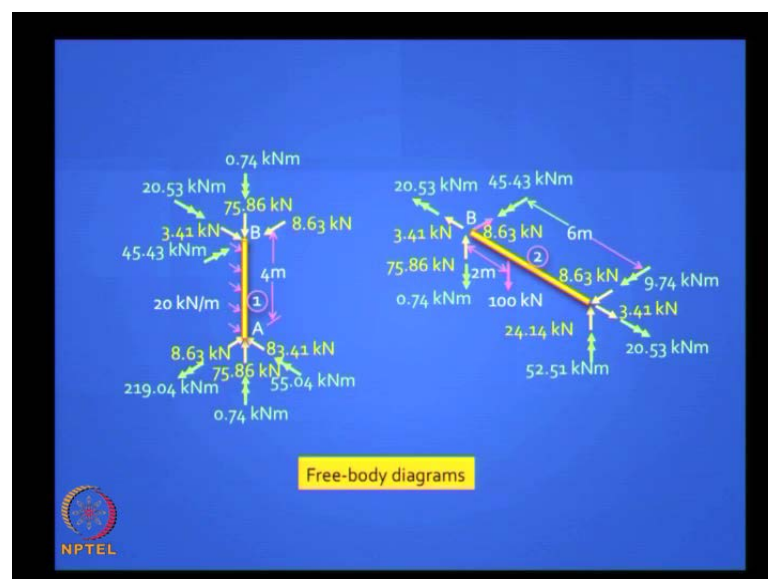 0.74 kNm
20.53 kNm
75.86 kN
3.41 kN
B
8.63 kN
45.43 kNm
4m
20 kN/m
1
A
8.63 kN
83.41 kN
75.86 kN
219.04 kNm
55.04 kNm
0.74 kNm
20.53 kNm
45.43 kNm
B
3.41 kN
8.63 kN
6m
2
75.86 kN
2m
8.63 kN
9.74 kNm
0.74 kNm
100 kN
3.41 kN
24.14 kN
20.53 kNm
52.51 kNm
Free-body diagrams
NPTEL